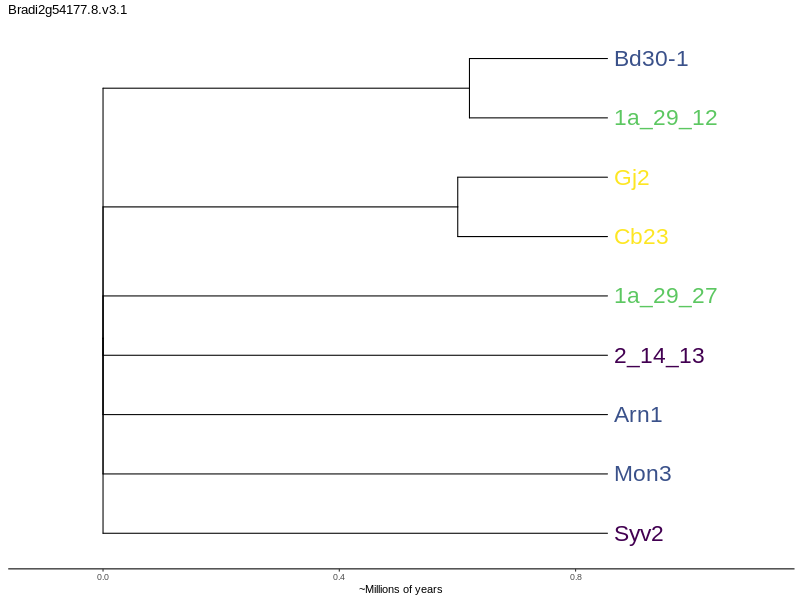 Bradi2g54177.8.v3.1
Bd30-1
1a_29_12
Gj2
Cb23
1a_29_27
2_14_13
Arn1
Mon3
Syv2
0.0 0.4 0.8
~Millions of years